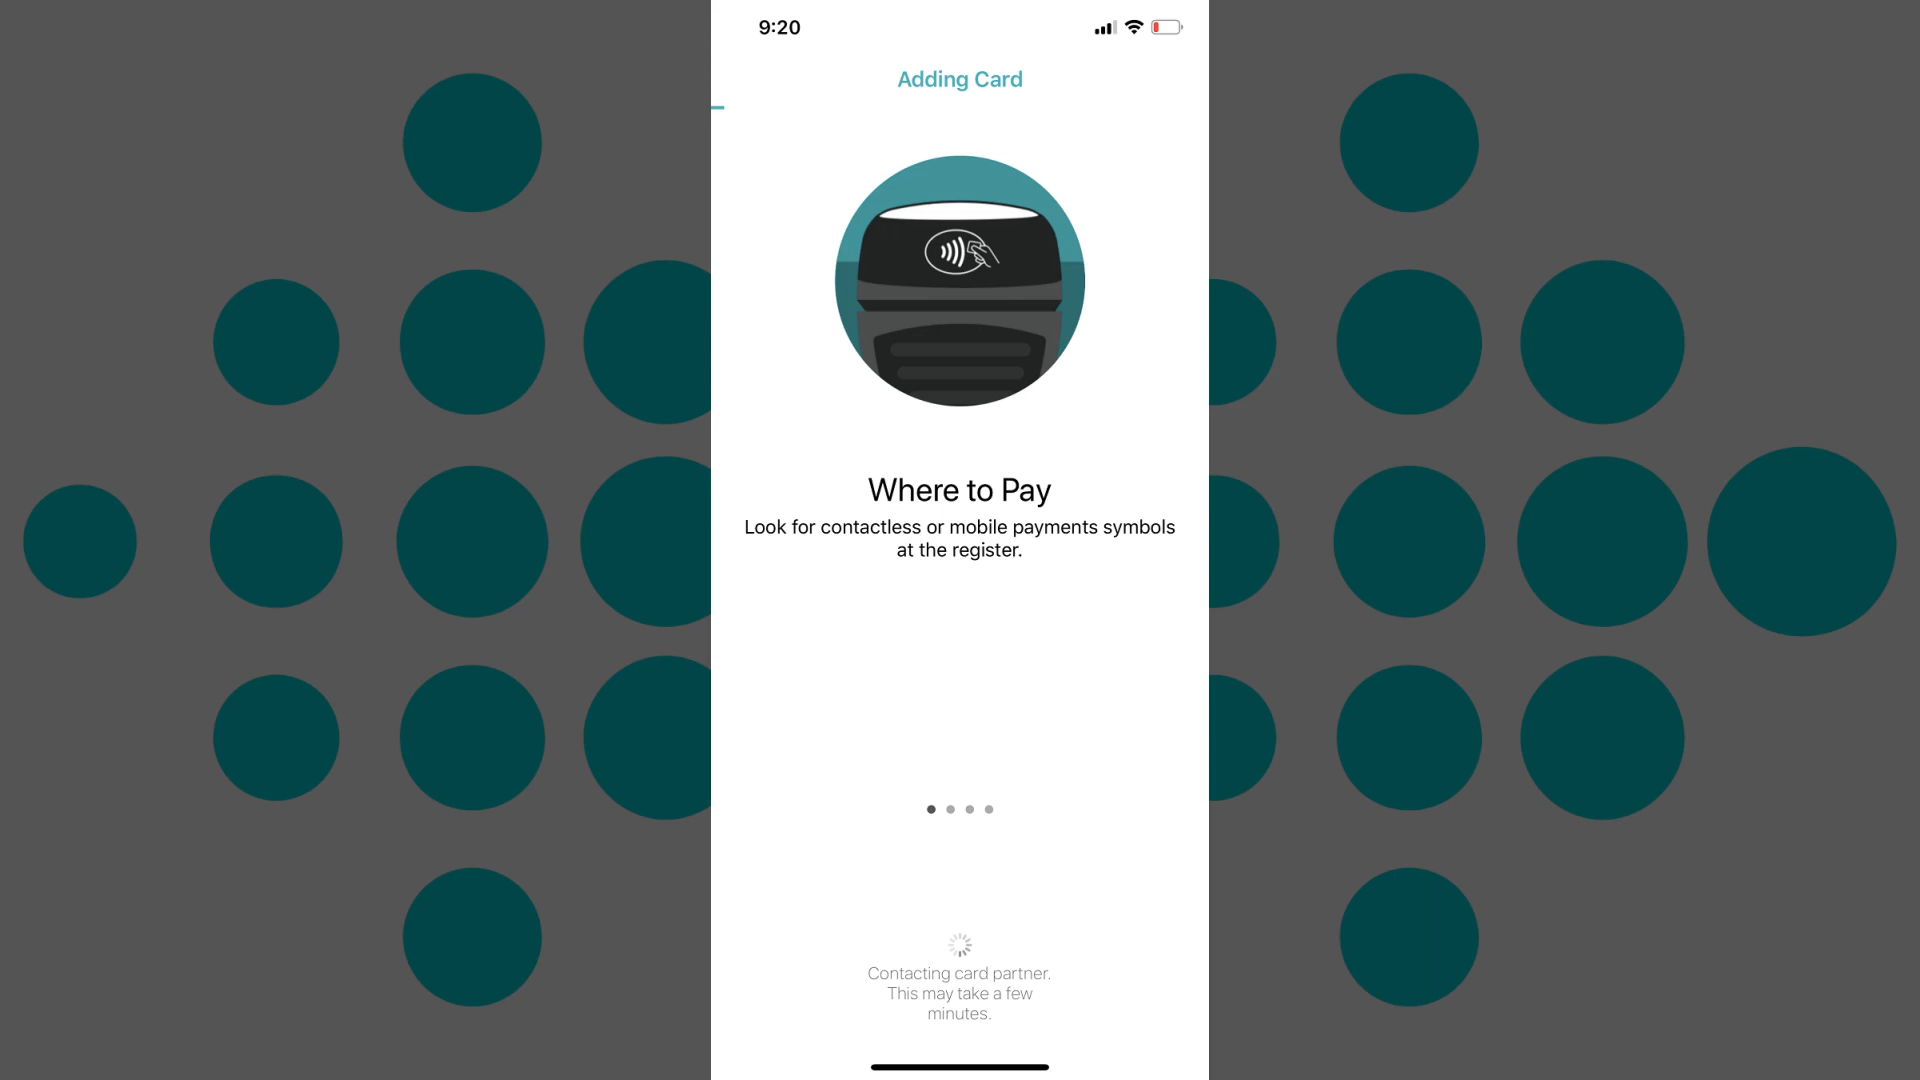 9:20
Adding Card
Where to Pay
Look for contactless or mobile payments symbols
at the register.
Contacting card partner.
This may take a few
minutes.